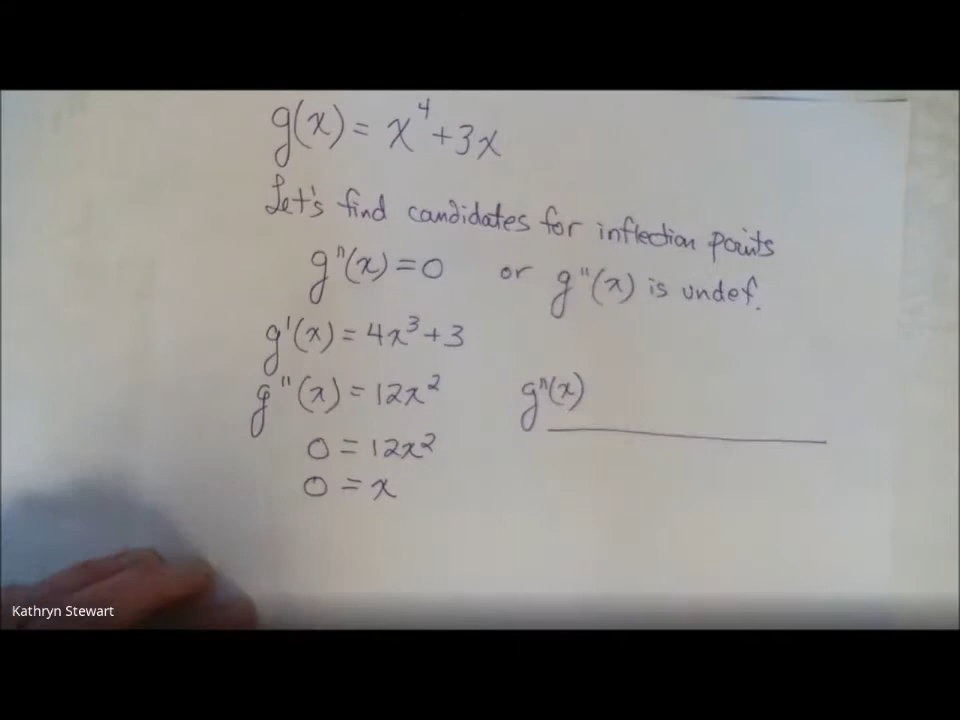 g(x) = x⁴ + 3x
Let's find candidates for inflection points
g"(x) = 0 or g"(x) is undef.
g'(x) = 4x³ + 3
g"(x) = 12x² g"(x)
0 = 12x²
0 = x
Kathryn Stewart